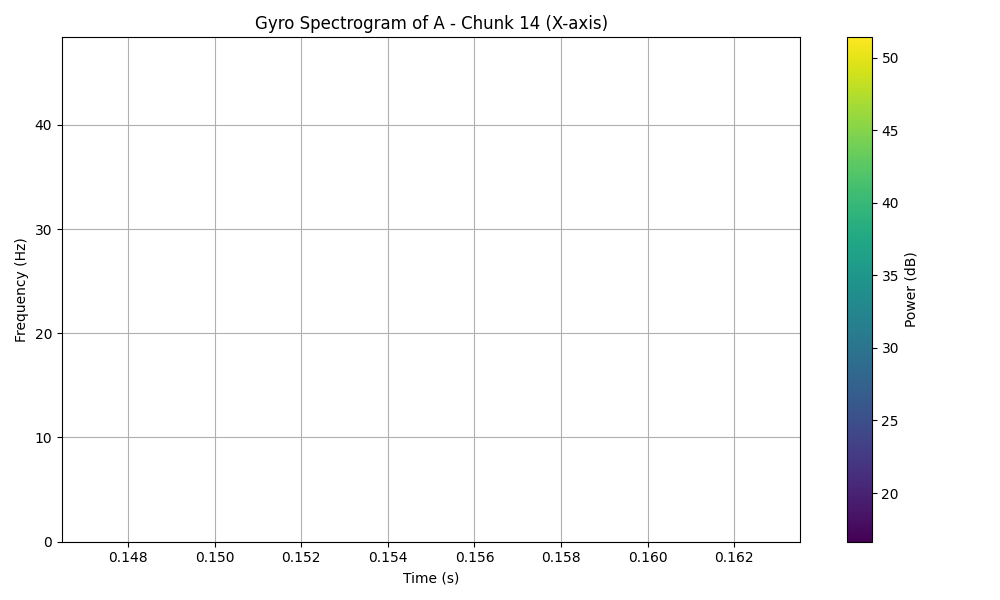 Gyro Spectrogram of A - Chunk 14 (X-axis)
Frequency (Hz)
40
30
20
10
0
0.148 0.150 0.152 0.154 0.156 0.158 0.160 0.162
Time (s)
50
45
40
35
30
25
20
Power (dB)